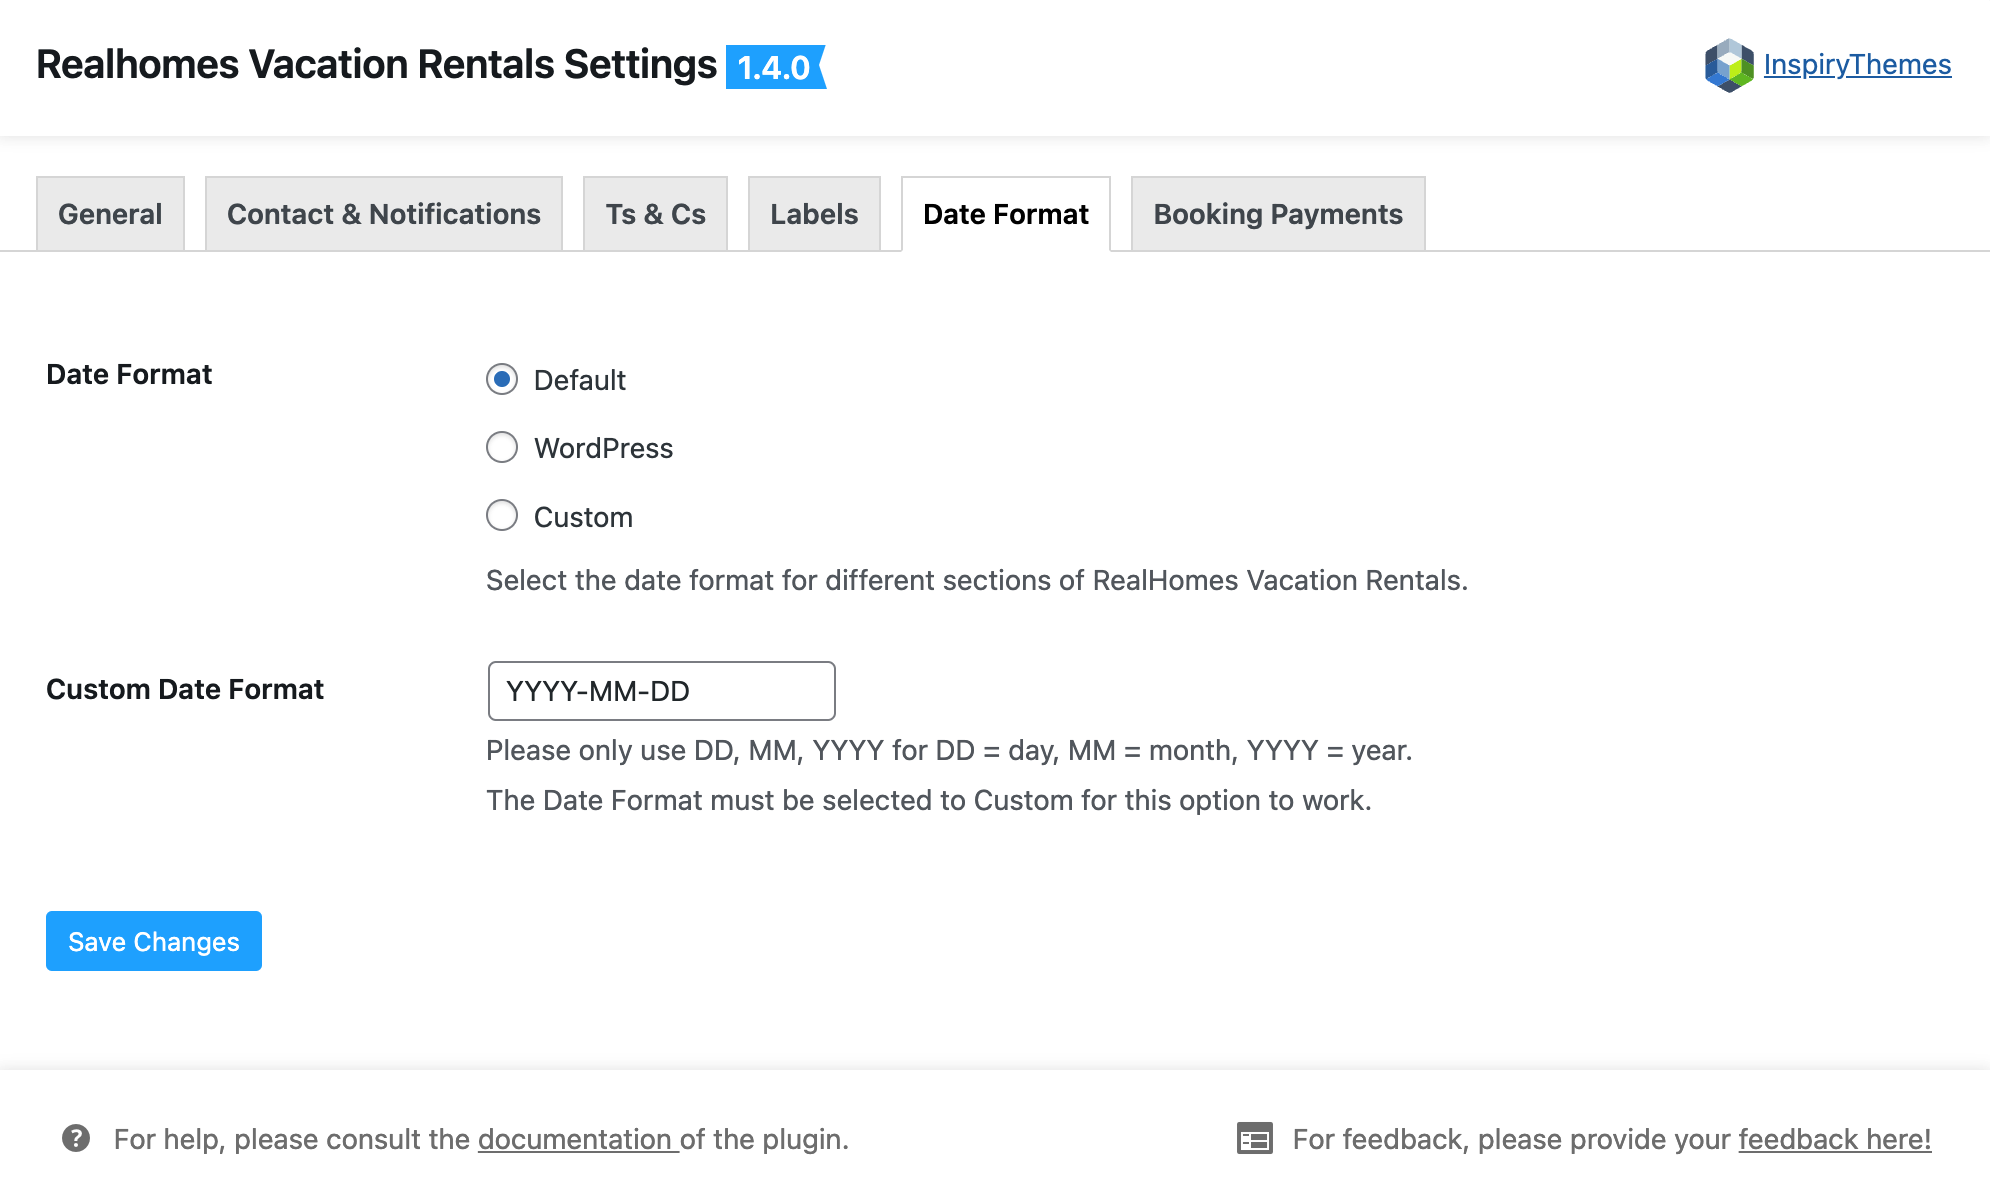 Realhomes Vacation Rentals Settings 1.4.0
InspiryThemes
General
Contact & Notifications
Ts & Cs
Labels
Date Format
Booking Payments
Date Format
Default
WordPress
Custom
Select the date format for different sections of RealHomes Vacation Rentals.
Custom Date Format
YYYY-MM-DD
Please only use DD, MM, YYYY for DD = day, MM = month, YYYY = year.
The Date Format must be selected to Custom for this option to work.
Save Changes
For help, please consult the documentation of the plugin.
For feedback, please provide your feedback here!